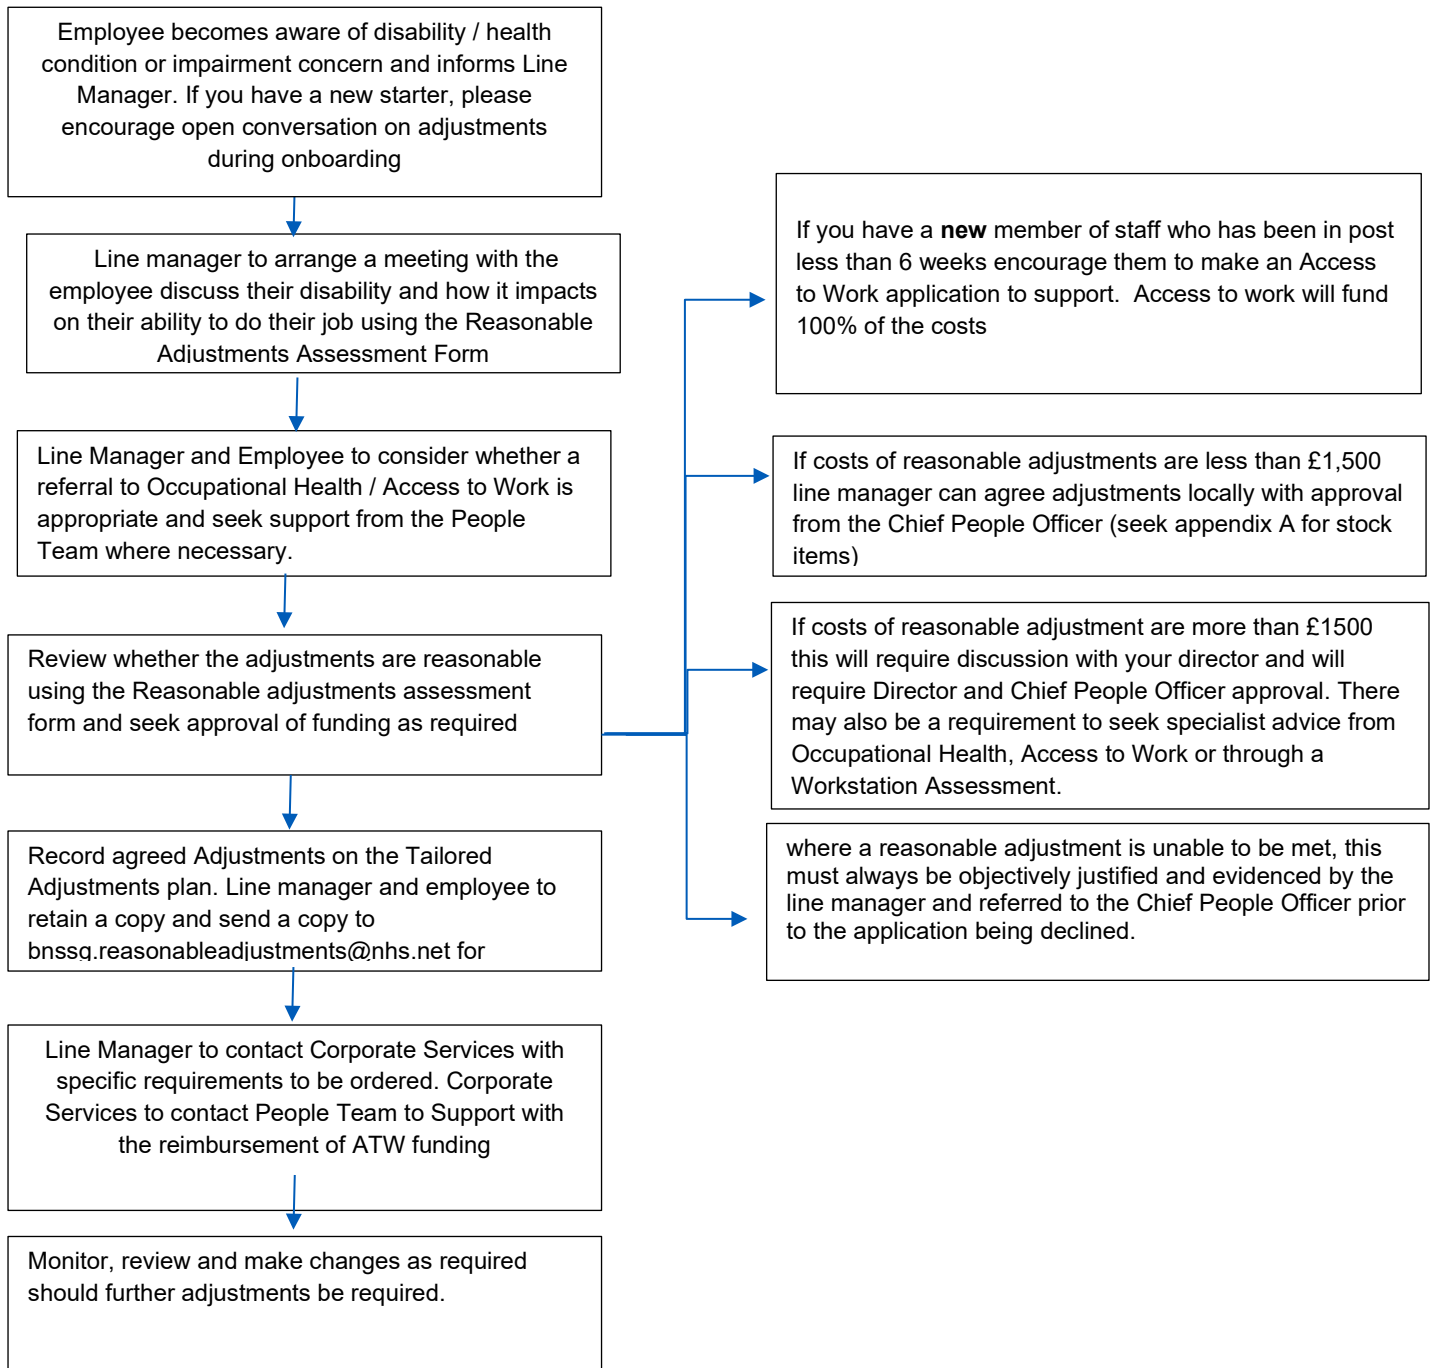 Employee becomes aware of disability / health
condition or impairment concern and informs Line
Manager. If you have a new starter, please
encourage open conversation on adjustments
during onboarding
Line manager to arrange a meeting with the
employee discuss their disability and how it impacts
on their ability to do their job using the Reasonable
Adjustments Assessment Form
Line Manager and Employee to consider whether a
referral to Occupational Health / Access to Work is
appropriate and seek support from the People
Team where necessary.
Review whether the adjustments are reasonable
using the Reasonable adjustments assessment
form and seek approval of funding as required
Record agreed Adjustments on the Tailored
Adjustments plan. Line manager and employee to
retain a copy and send a copy to
bnssg.reasonableadjustments@nhs.net for
Line Manager to contact Corporate Services with
specific requirements to be ordered. Corporate
Services to contact People Team to Support with
the reimbursement of ATW funding
Monitor, review and make changes as required
should further adjustments be required.
If you have a new member of staff who has been in post
less than 6 weeks encourage them to make an Access
to Work application to support.  Access to work will fund
100% of the costs
If costs of reasonable adjustments are less than £1,500
line manager can agree adjustments locally with approval
from the Chief People Officer (seek appendix A for stock
items)
If costs of reasonable adjustment are more than £1500
this will require discussion with your director and will
require Director and Chief People Officer approval. There
may also be a requirement to seek specialist advice from
Occupational Health, Access to Work or through a
Workstation Assessment.
where a reasonable adjustment is unable to be met, this
must always be objectively justified and evidenced by the
line manager and referred to the Chief People Officer prior
to the application being declined.